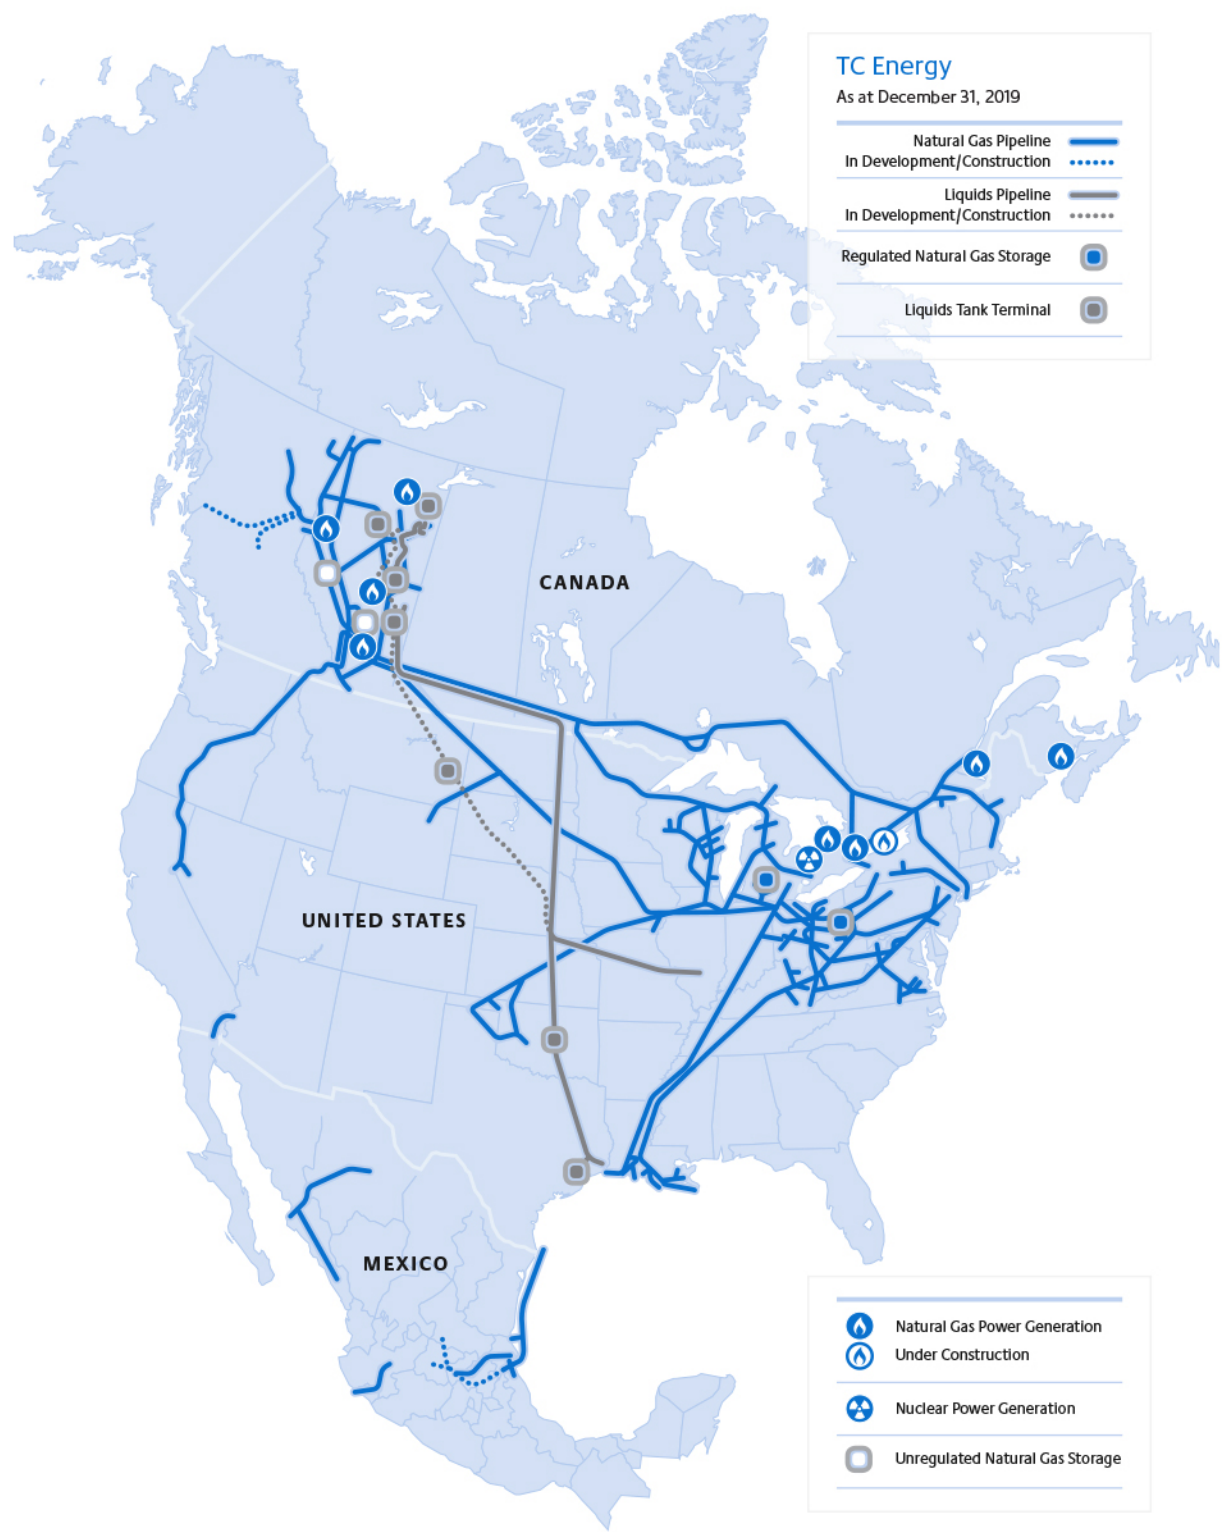 TC Energy
As at December 31, 2019
Natural Gas Pipeline
In Development/Construction
Liquids Pipeline
In Development/Construction
Regulated Natural Gas Storage
Liquids Tank Terminal
CANADA
UNITED STATES
MEXICO
Natural Gas Power Generation
Under Construction
Nuclear Power Generation
Unregulated Natural Gas Storage